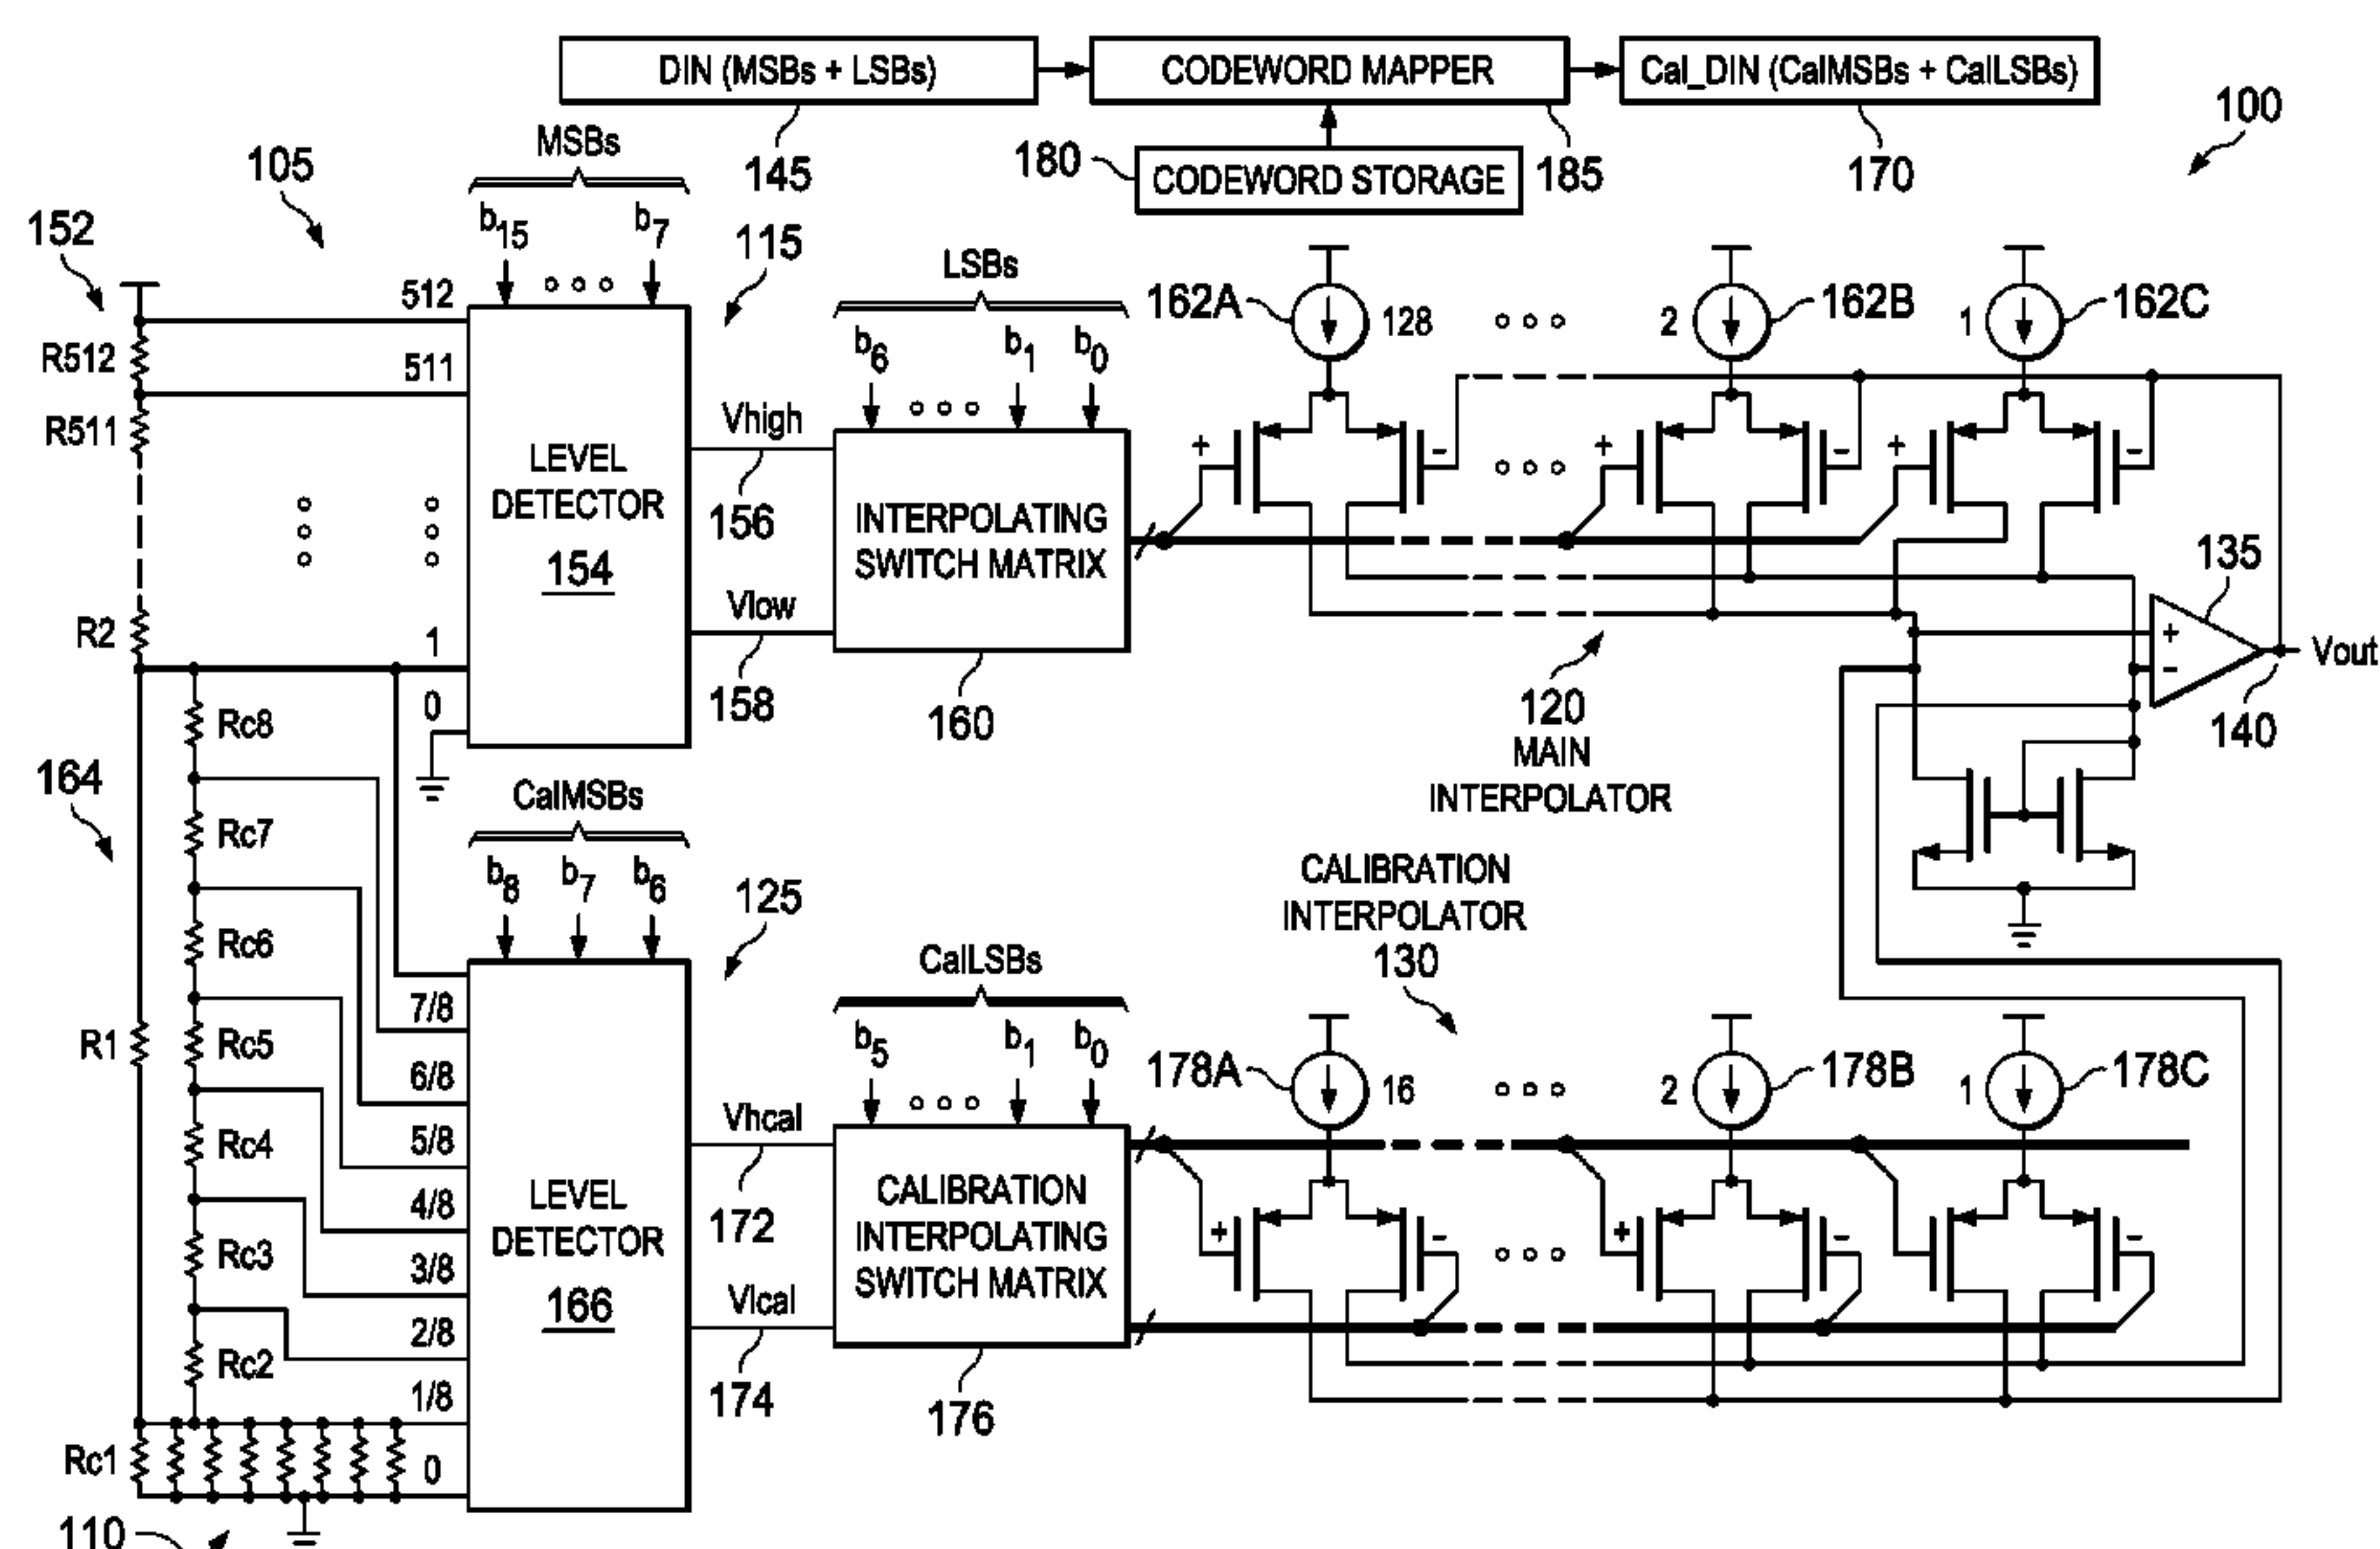 DIN (MSBs + LSBs)
CODEWORD MAPPER
Cal_DIN (CalMSBs + CalLSBs)
100
145
180
CODEWORD STORAGE
185
170
105
MSBs
b15
b7
115
152
512
R512
511
R511
R2
1
0
LEVEL
DETECTOR
154
Vhigh
156
Vlow
158
LSBs
b6
b1
b0
INTERPOLATING
SWITCH MATRIX
160
162A
128
2
162B
1
162C
+
-
+
-
+
-
120
MAIN
INTERPOLATOR
135
+
-
Vout
140
164
R1
Rc8
Rc7
Rc6
Rc5
Rc4
Rc3
Rc2
Rc1
110
CalMSBs
b8
b7
b6
125
7/8
6/8
5/8
4/8
3/8
2/8
1/8
0
LEVEL
DETECTOR
166
Vhcal
172
Vlcal
174
CalLSBs
b5
b1
b0
CALIBRATION
INTERPOLATING
SWITCH MATRIX
176
CALIBRATION
INTERPOLATOR
130
178A
16
2
178B
1
178C
+
-
+
-
-